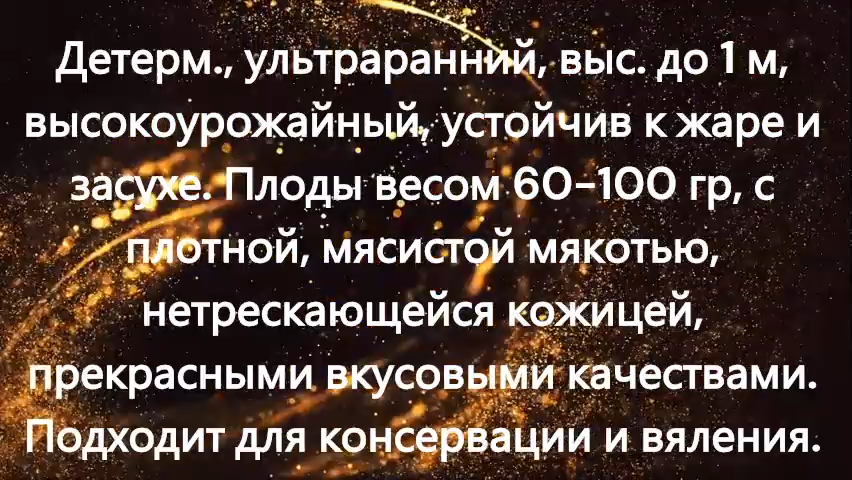 Детерм., ультраранний, выс. до 1 м,
высокоурожайный, устойчив к жаре и
засухе. Плоды весом 60-100 гр, с
плотной, мясистой мякотью,
нетрескающейся кожицей,
прекрасными вкусовыми качествами.
Подходит для консервации и вяления.